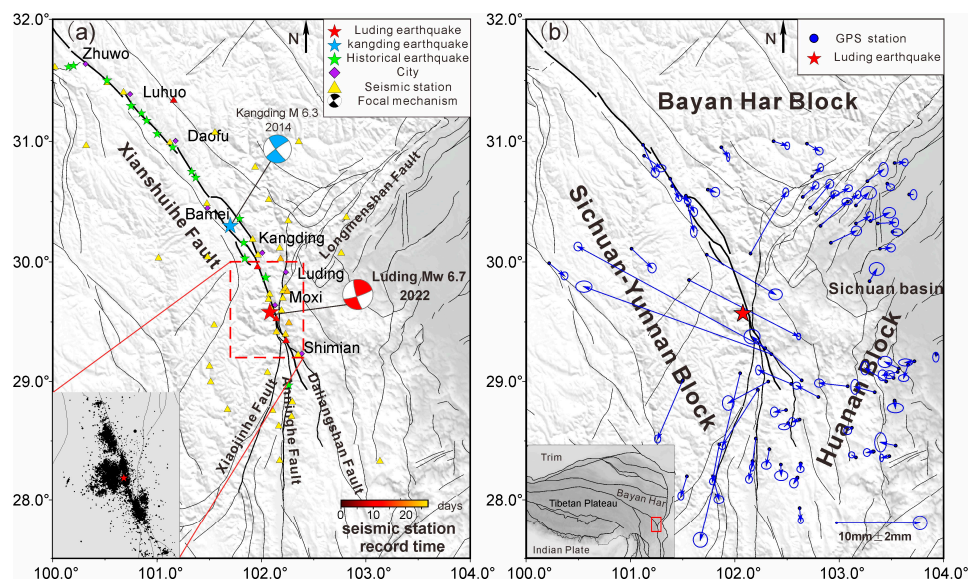 a)
N
Luding earthquake
kangding earthquake
Historical earthquake
City
Seismic station
Focal mechanism
Zhuwo
Luhuo
Kangding M 6.3
2014
Daofu
Xianshuihe Fault
Bamei
Longmenshan Fault
Kangding
Luding
Luding Mw 6.7
2022
Moxi
Shimian
Xiaojinhe Fault
Anninghe Fault
Daliangshan Fault
0 10 20 days
seismic station
record time
32.0°
31.0°
30.0°
29.0°
28.0°
100.0° 101.0° 102.0° 103.0° 104.0°
b)
N
GPS station
Luding earthquake
Bayan Har Block
Sichuan-Yunnan Block
Sichuan basin
Huanan Block
Trim
Bayan Har
Tibetan Plateau
Indian Plate
10mm±2mm
32.0°
31.0°
30.0°
29.0°
28.0°
100.0° 101.0° 102.0° 103.0° 104.0°